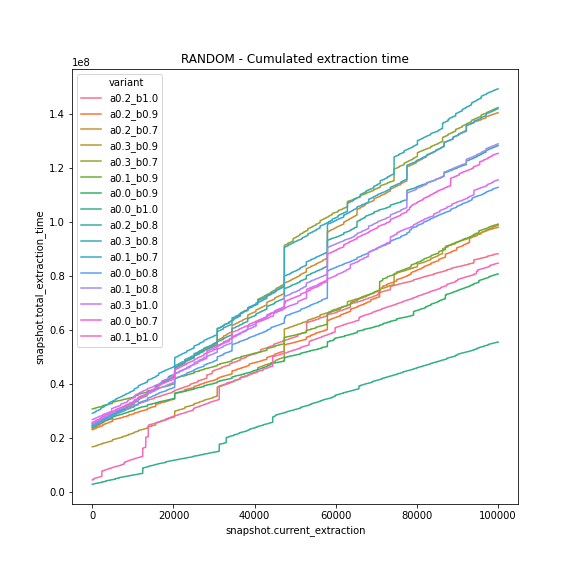 RANDOM - Cumulated extraction time
1e8
variant
a0.2_b1.0
a0.2_b0.9
a0.2_b0.7
a0.3_b0.9
a0.3_b0.7
a0.1_b0.9
a0.0_b0.9
a0.0_b1.0
a0.2_b0.8
a0.3_b0.8
a0.1_b0.7
a0.0_b0.8
a0.1_b0.8
a0.3_b1.0
a0.0_b0.7
a0.1_b1.0
1.4
1.2
1.0
0.8
0.6
0.4
0.2
0.0
snapshot.total_extraction_time
0 20000 40000 60000 80000 100000
snapshot.current_extraction